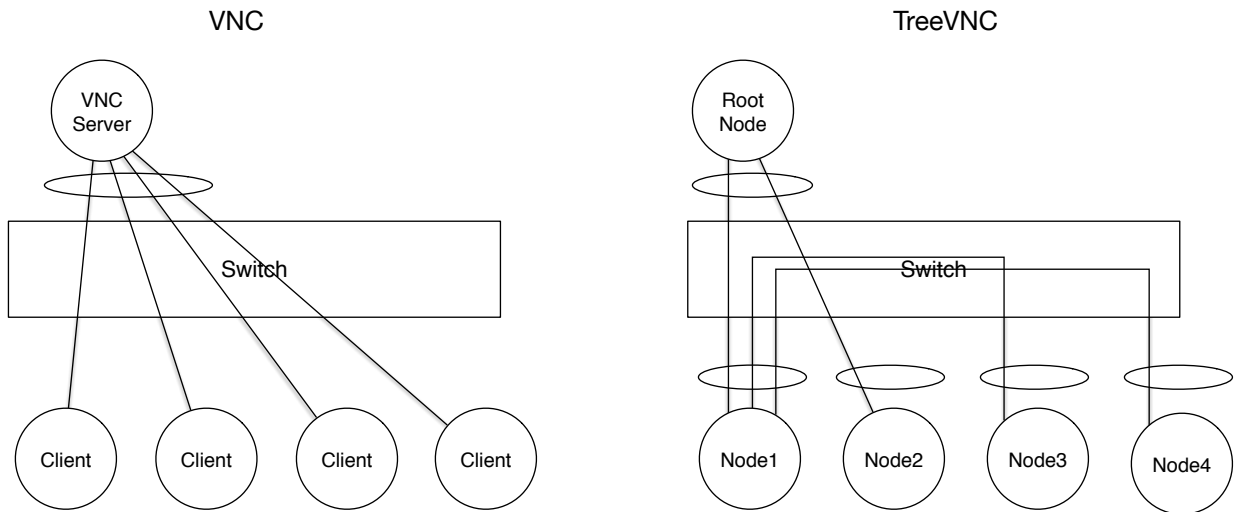 VNC
TreeVNC
VNC
Server
Root
Node
Switch
Switch
Client
Client
Client
Client
Node1
Node2
Node3
Node4